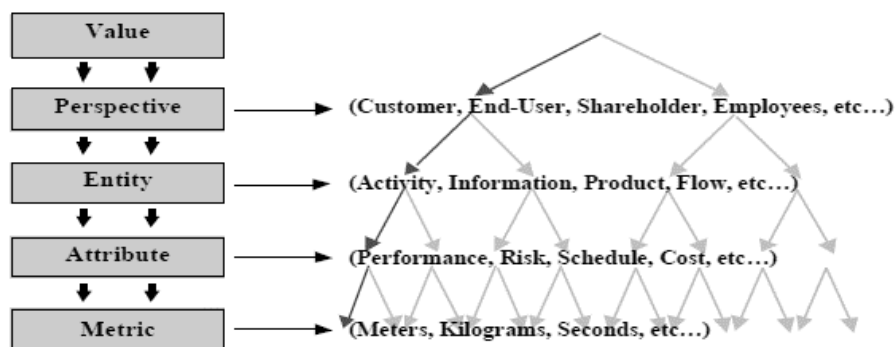 Value
Perspective
(Customer, End-User, Shareholder, Employees, etc…)
Entity
(Activity, Information, Product, Flow, etc…)
Attribute
(Performance, Risk, Schedule, Cost, etc…)
Metric
(Meters, Kilograms, Seconds, etc…)